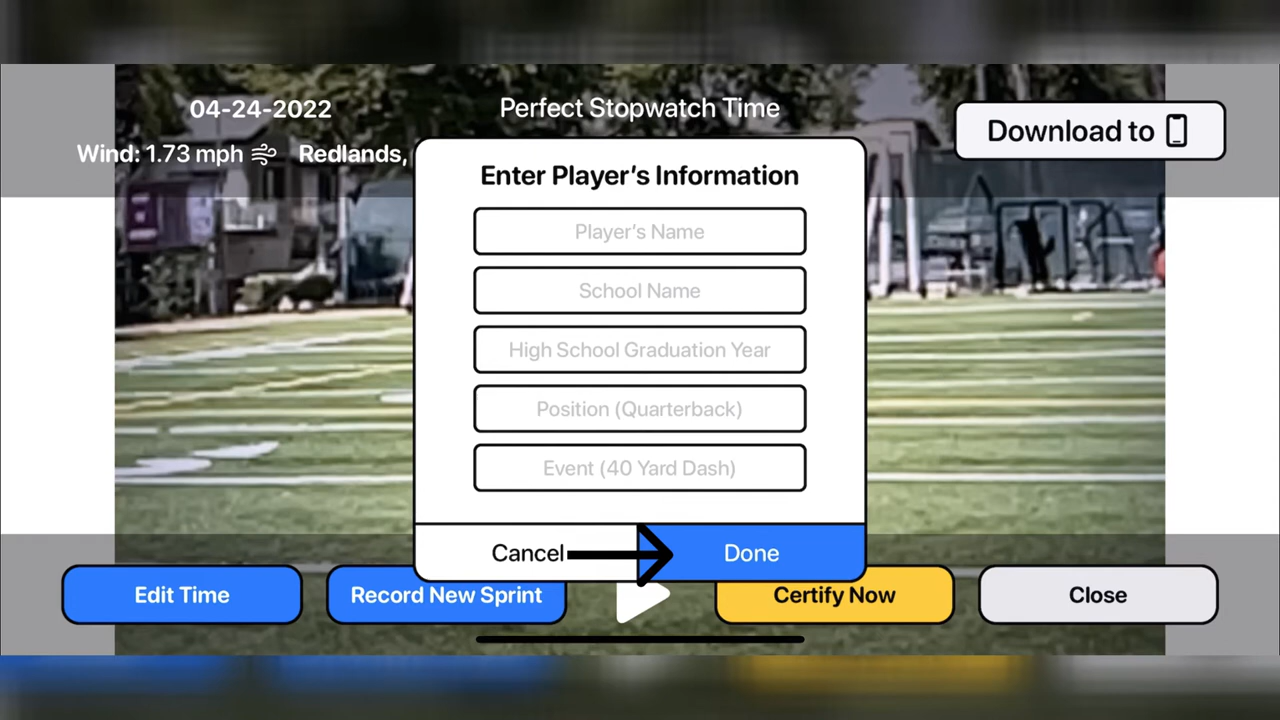 04-24-2022
Perfect Stopwatch Time
Download to
Wind: 1.73 mph
Redlands,
Enter Player's Information
Player's Name
School Name
High School Graduation Year
Position (Quarterback)
Event (40 Yard Dash)
Cancel
Done
Edit Time
Record New Sprint
Certify Now
Close